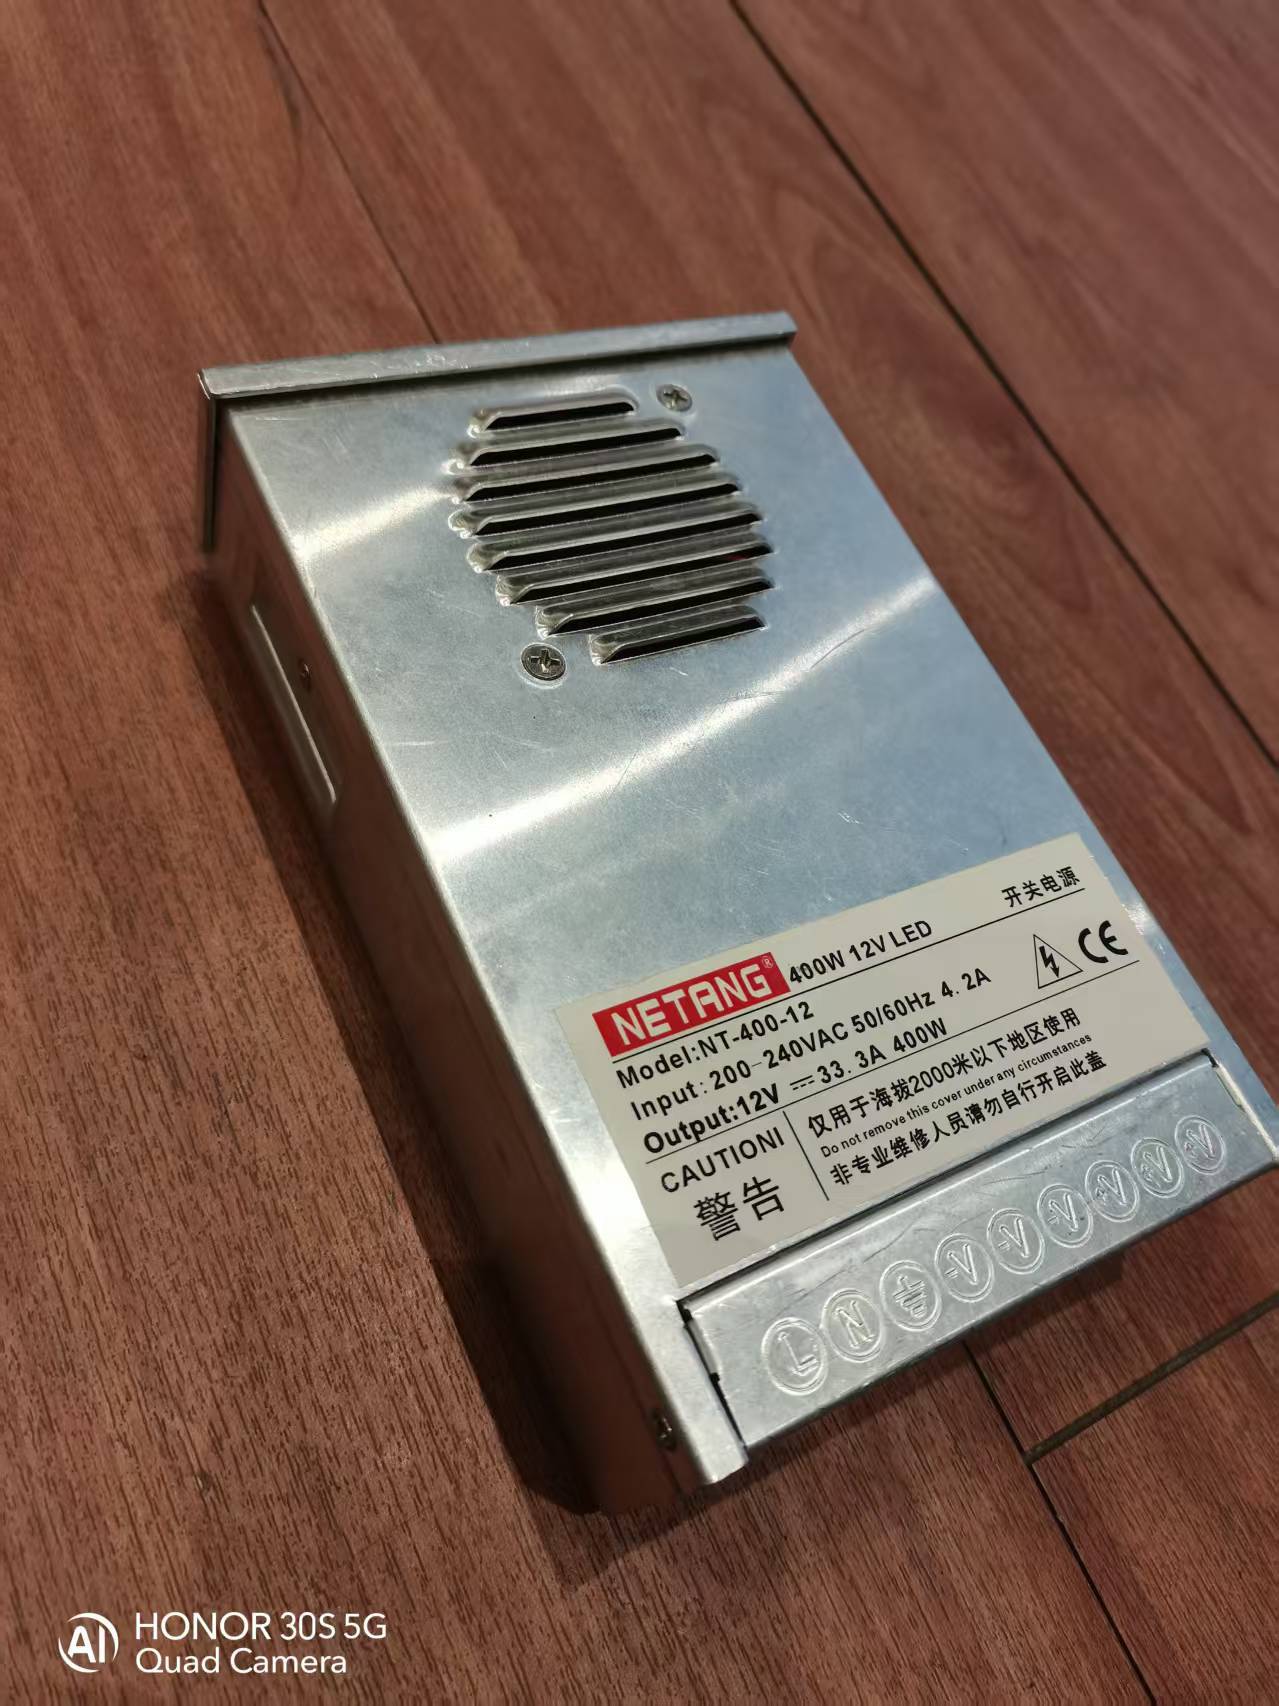 开关电源
NETANG® 400W 12V LED
CE
Model:NT-400-12
Input: 200-240VAC 50/60Hz 4.2A
Output:12V ⎓33.3A 400W
CAUTION!
警告
仅用于海拔2000米以下地区使用
Do not remove this cover under any circumstances
非专业维修人员请勿自行开启此盖
L N ⏚ -V -V -V +V +V +V
AI HONOR 30S 5G
Quad Camera